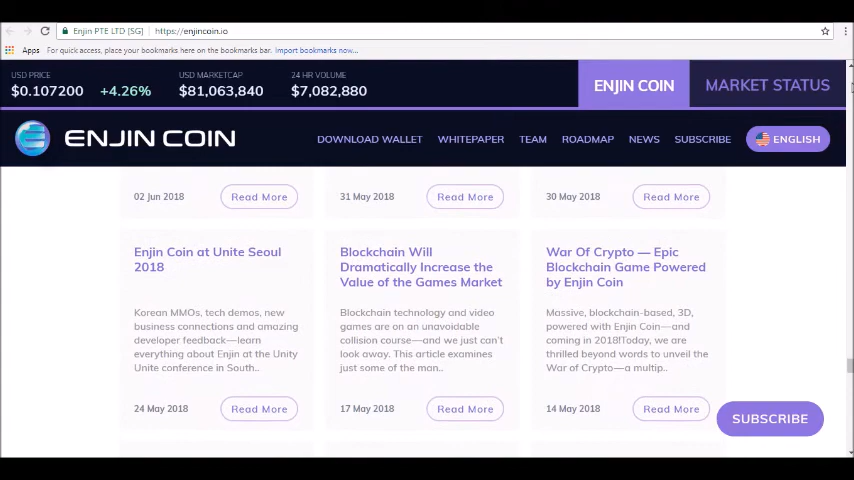 Enjin PTE LTD [SG] https://enjincoin.io
Apps For quick access, place your bookmarks here on the bookmarks bar. Import bookmarks now...
USD PRICE USD MARKETCAP 24 HR VOLUME
$0.107200 +4.26% $81,063,840 $7,082,880
ENJIN COIN MARKET STATUS
ENJIN COIN DOWNLOAD WALLET WHITEPAPER TEAM ROADMAP NEWS SUBSCRIBE ENGLISH
02 Jun 2018 Read More 31 May 2018 Read More 30 May 2018 Read More
Enjin Coin at Unite Seoul
2018
Korean MMOs, tech demos, new
business connections and amazing
developer feedback—learn
everything about Enjin at the Unity
Unite conference in South..
24 May 2018 Read More
Blockchain Will
Dramatically Increase the
Value of the Games Market
Blockchain technology and video
games are on an unavoidable
collision course—and we just can't
look away. This article examines
just some of the man..
17 May 2018 Read More
War Of Crypto — Epic
Blockchain Game Powered
by Enjin Coin
Massive, blockchain-based, 3D,
powered with Enjin Coin—and
coming in 2018!Today, we are
thrilled beyond words to unveil the
War of Crypto—a multip..
14 May 2018 Read More
SUBSCRIBE